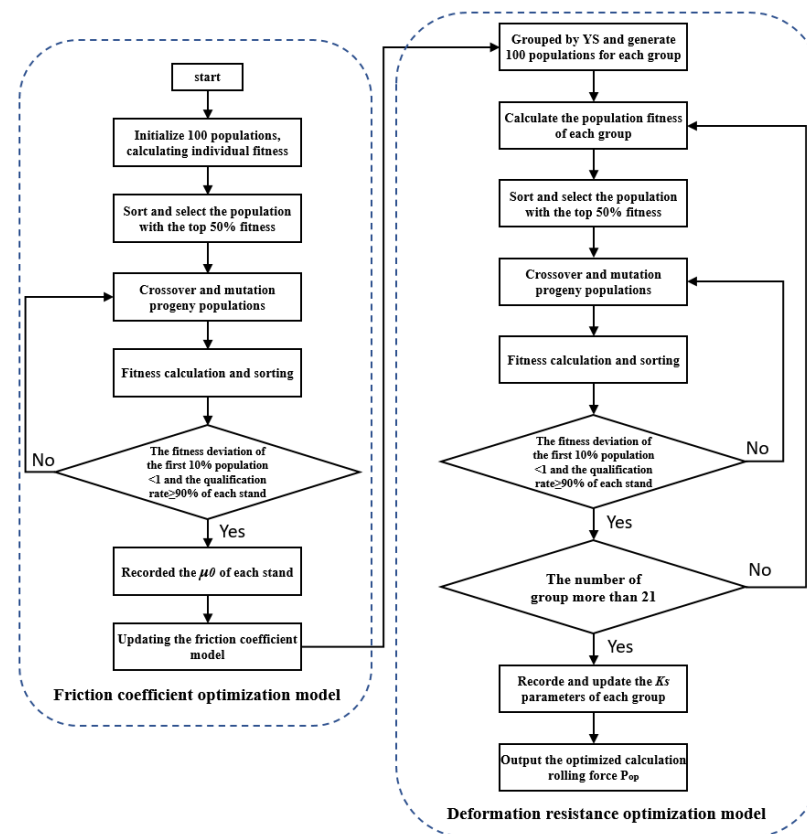 start
Initialize 100 populations,
calculating individual fitness
Sort and select the population
with the top 50% fitness
Crossover and mutation
progeny populations
Fitness calculation and sorting
The fitness deviation of
the first 10% population
<1 and the qualification
rate≥90% of each stand
No
Yes
Recorded the μ0 of each stand
Updating the friction coefficient
model
Friction coefficient optimization model
Grouped by YS and generate
100 populations for each group
Calculate the population fitness
of each group
Sort and select the population
with the top 50% fitness
Crossover and mutation
progeny populations
Fitness calculation and sorting
The fitness deviation of
the first 10% population
<1 and the qualification
rate≥90% of each stand
No
Yes
The number of
group more than 21
No
Yes
Recorde and update the Ks
parameters of each group
Output the optimized calculation
rolling force Pop
Deformation resistance optimization model